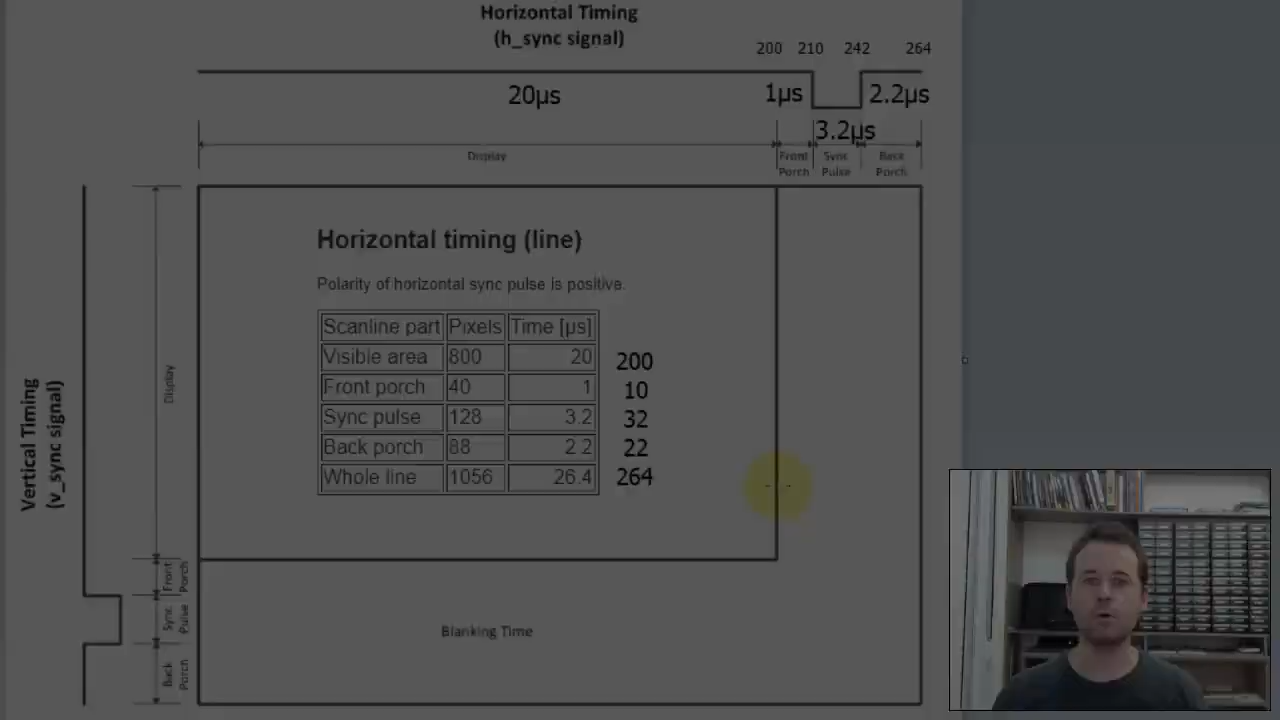 Horizontal Timing
(h_sync signal)
200 210 242 264
20µs
1µs
2.2µs
3.2µs
Display
Front
Porch
Sync
Pulse
Back
Porch
Horizontal timing (line)
Polarity of horizontal sync pulse is positive.
Scanline part Pixels Time [µs]
Visible area 800 20 200
Front porch 40 1 10
Sync pulse 128 3.2 32
Back porch 88 2.2 22
Whole line 1056 26.4 264
Vertical Timing
(v_sync signal)
Display
Front
Porch
Sync
Pulse
Back
Porch
Blanking Time